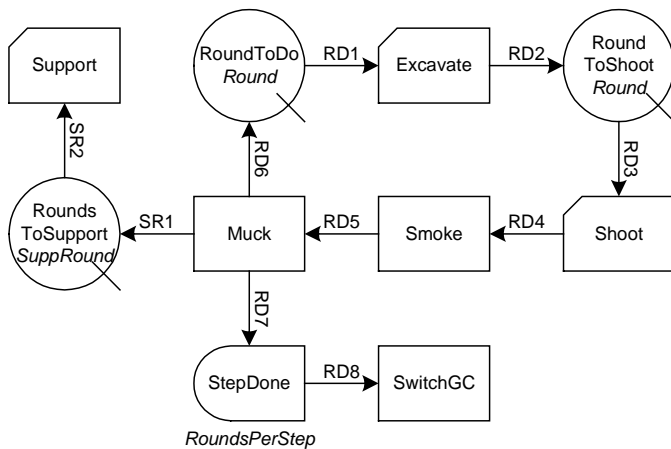 Support
RoundToDo
Round
RD1
Excavate
RD2
Round
ToShoot
Round
SR2
RD6
RD3
Rounds
ToSupport
SuppRound
SR1
Muck
RD5
Smoke
RD4
Shoot
RD7
StepDone
RD8
SwitchGC
RoundsPerStep